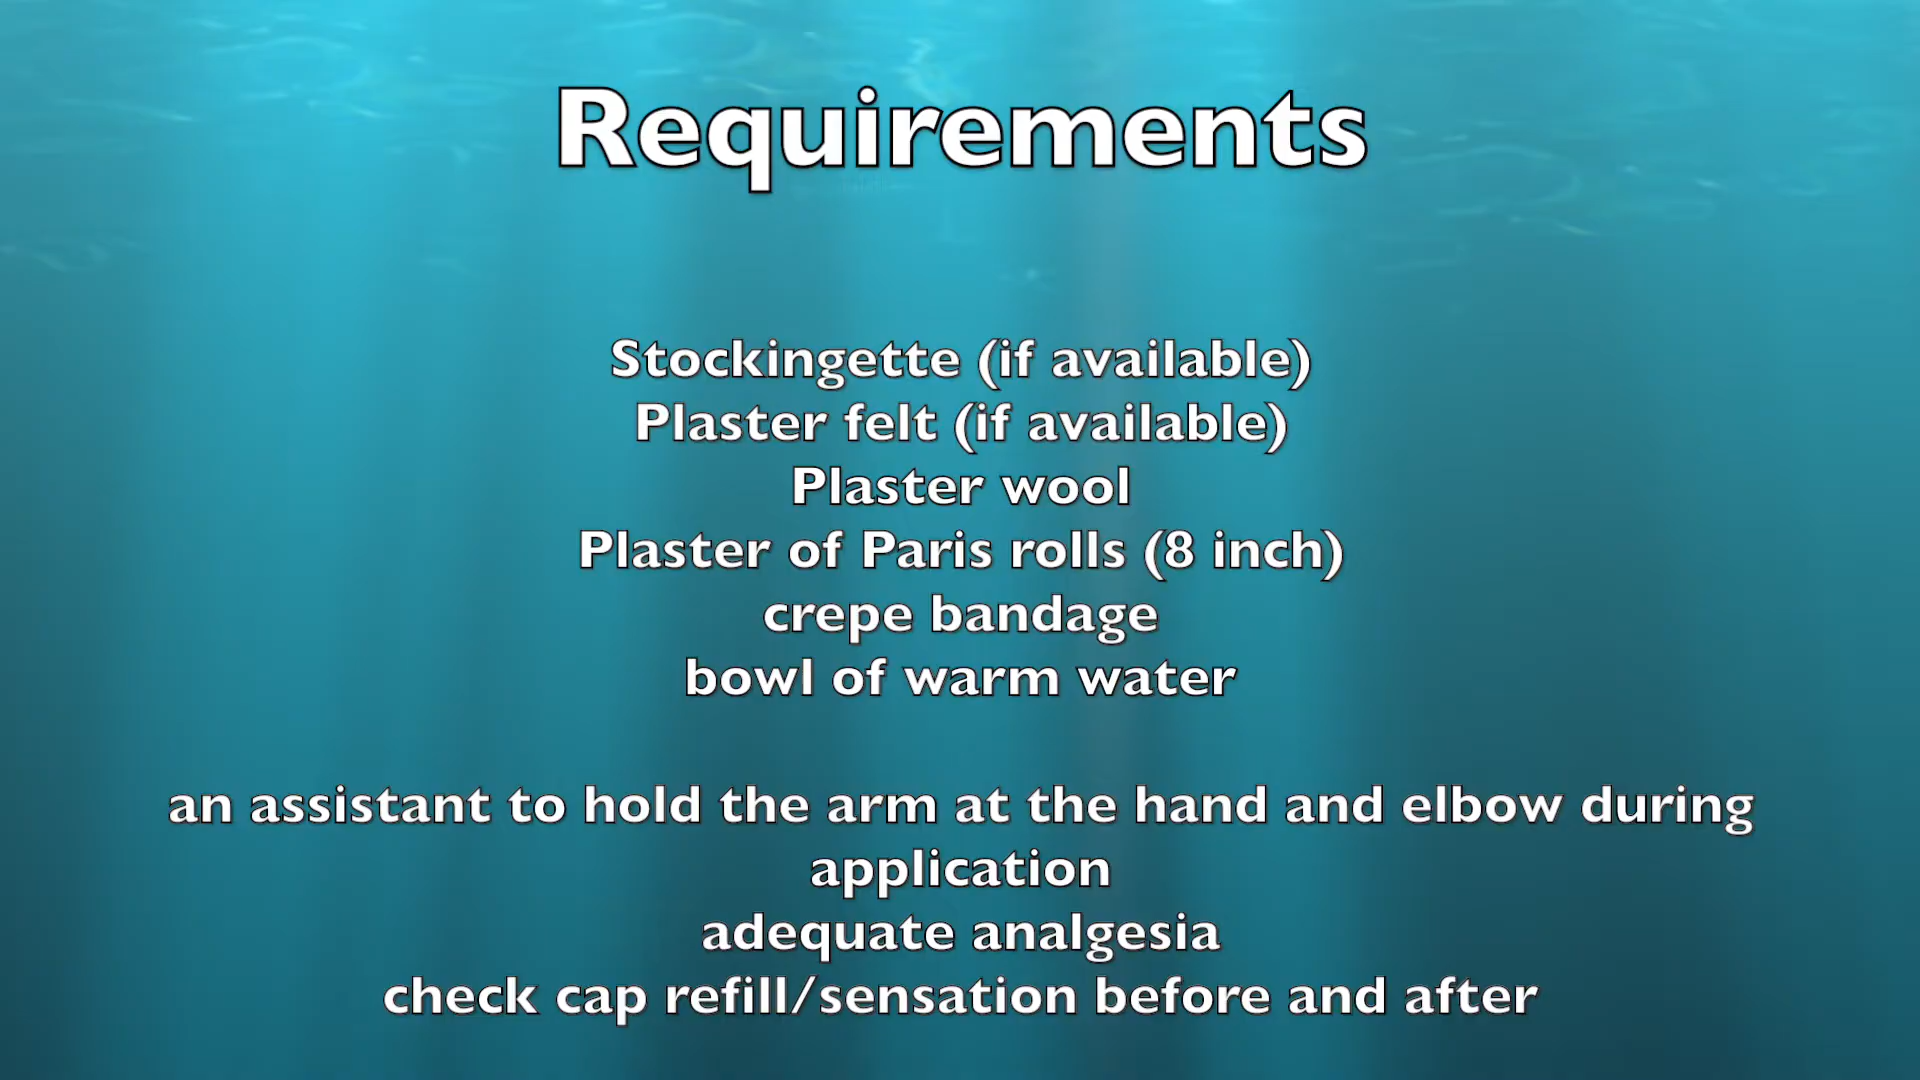 Requirements
Stockingette (if available)
Plaster felt (if available)
Plaster wool
Plaster of Paris rolls (8 inch)
crepe bandage
bowl of warm water
an assistant to hold the arm at the hand and elbow during
application
adequate analgesia
check cap refill/sensation before and after